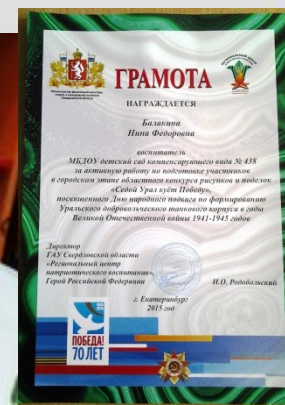 ГРАМОТА
НАГРАЖДАЕТСЯ
Балакина
Нина Федоровна
воспитатель
МБДОУ детский сад компенсирующего вида № 438
за активную работу по подготовке участников
в городском этапе областного конкурса рисунков и поделок
«Седой Урал куёт Победу»,
посвященного Дню народного подвига по формированию
Уральского добровольческого танкового корпуса в годы
Великой Отечественной войны 1941-1945 годов
Директор
ГАУ Свердловской области
«Региональный центр
патриотического воспитания»,
Герой Российской Федерации И.О. Родобольский
г. Екатеринбург
2015 год
ПОБЕДА!
70 ЛЕТ